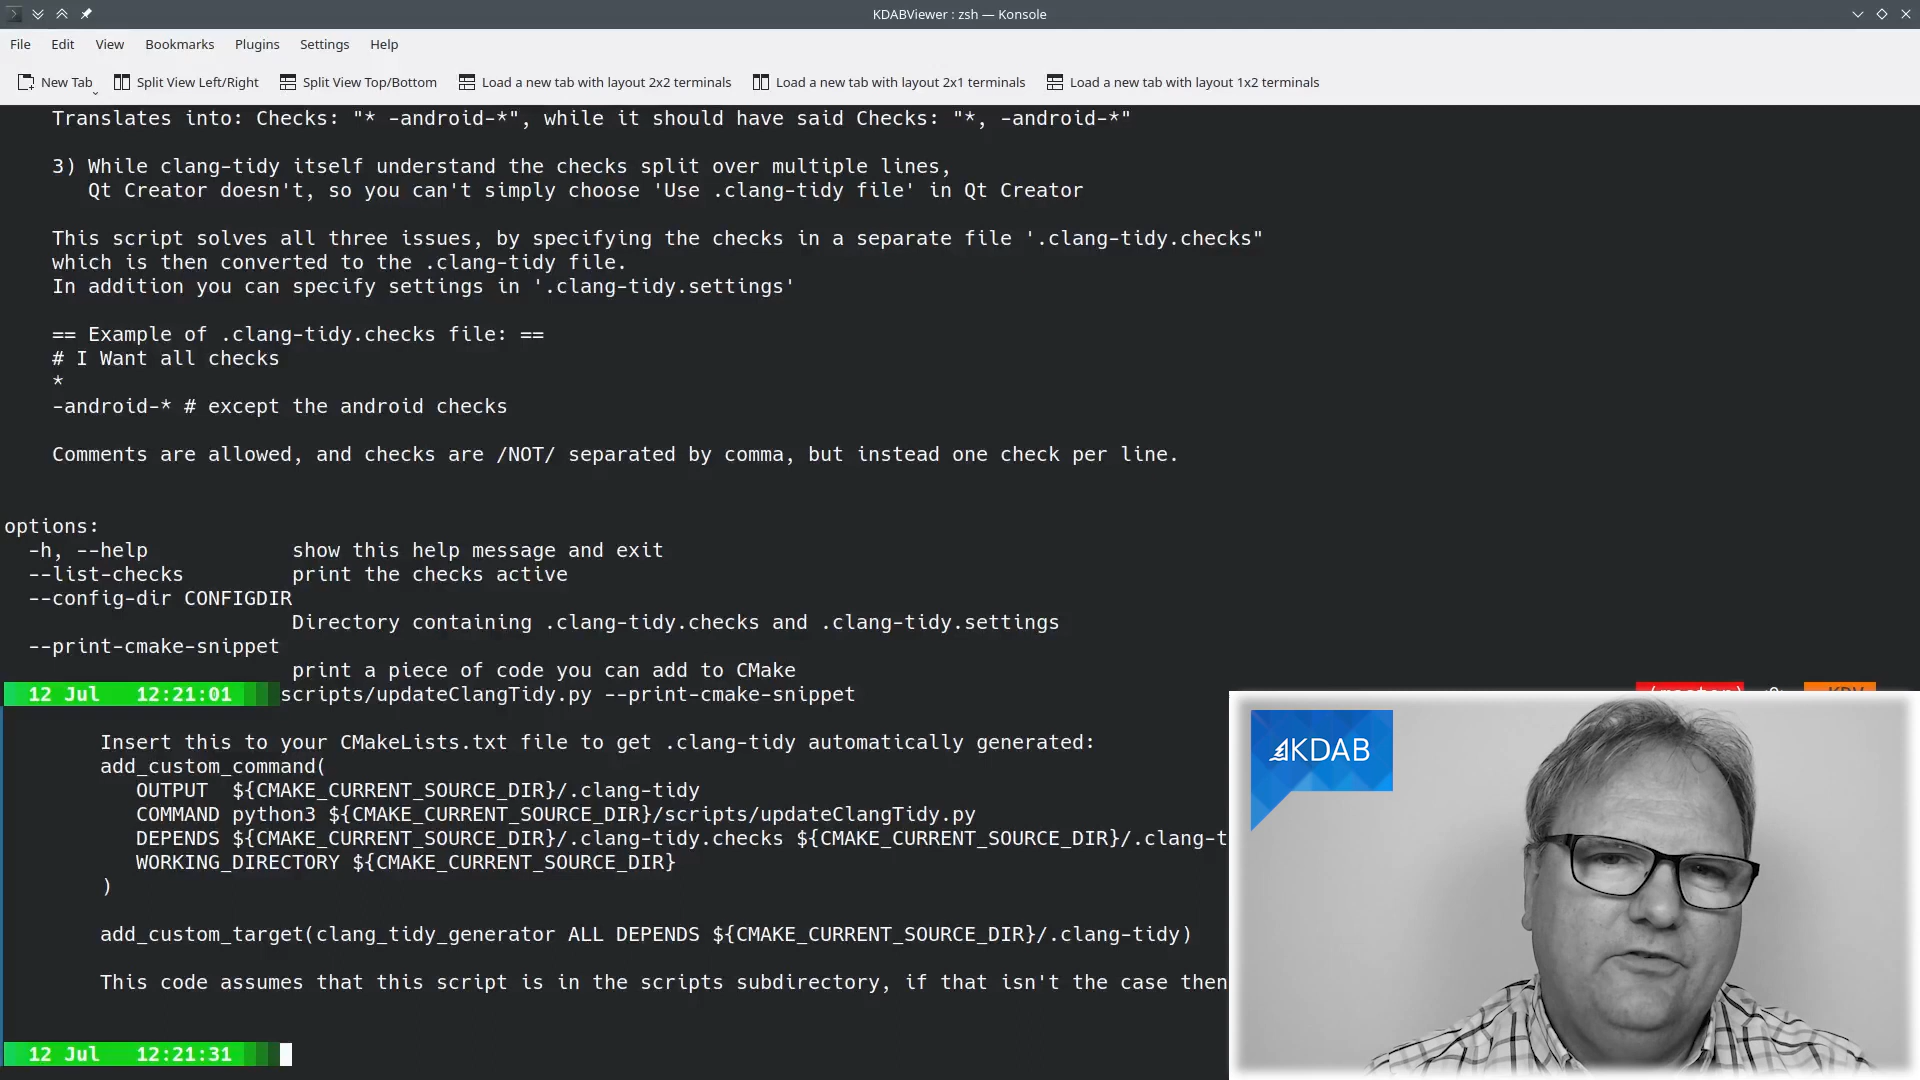 KDABViewer : zsh — Konsole
File Edit View Bookmarks Plugins Settings Help
New Tab Split View Left/Right Split View Top/Bottom Load a new tab with layout 2x2 terminals Load a new tab with layout 2x1 terminals Load a new tab with layout 1x2 terminals
Translates into: Checks: "* -android-*", while it should have said Checks: "*, -android-*"
3) While clang-tidy itself understand the checks split over multiple lines,
Qt Creator doesn't, so you can't simply choose 'Use .clang-tidy file' in Qt Creator
This script solves all three issues, by specifying the checks in a separate file '.clang-tidy.checks"
which is then converted to the .clang-tidy file.
In addition you can specify settings in '.clang-tidy.settings'
== Example of .clang-tidy.checks file: ==
# I Want all checks
*
-android-* # except the android checks
Comments are allowed, and checks are /NOT/ separated by comma, but instead one check per line.
options:
-h, --help show this help message and exit
--list-checks print the checks active
--config-dir CONFIGDIR
Directory containing .clang-tidy.checks and .clang-tidy.settings
--print-cmake-snippet
print a piece of code you can add to CMake
12 Jul 12:21:01 scripts/updateClangTidy.py --print-cmake-snippet
Insert this to your CMakeLists.txt file to get .clang-tidy automatically generated:
add_custom_command(
OUTPUT ${CMAKE_CURRENT_SOURCE_DIR}/.clang-tidy
COMMAND python3 ${CMAKE_CURRENT_SOURCE_DIR}/scripts/updateClangTidy.py
DEPENDS ${CMAKE_CURRENT_SOURCE_DIR}/.clang-tidy.checks ${CMAKE_CURRENT_SOURCE_DIR}/.clang-t
WORKING_DIRECTORY ${CMAKE_CURRENT_SOURCE_DIR}
)
add_custom_target(clang_tidy_generator ALL DEPENDS ${CMAKE_CURRENT_SOURCE_DIR}/.clang-tidy)
This code assumes that this script is in the scripts subdirectory, if that isn't the case then
12 Jul 12:21:31
KDAB